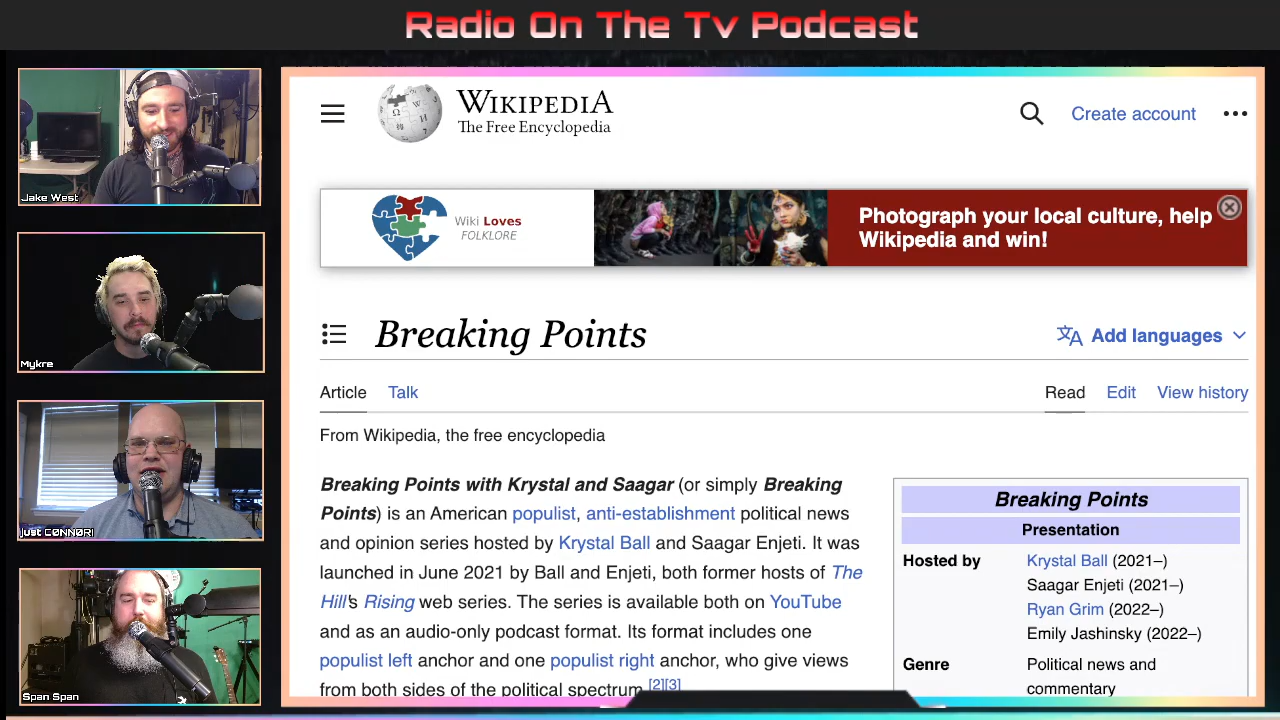 Radio On The Tv Podcast
Jake West
Mykre
Just C0NN0R!
Span Span
WIKIPEDIA
The Free Encyclopedia
Create account
Wiki Loves
FOLKLORE
Photograph your local culture, help
Wikipedia and win!
Breaking Points
Add languages
Article Talk
Read Edit View history
From Wikipedia, the free encyclopedia
Breaking Points with Krystal and Saagar (or simply Breaking
Points) is an American populist, anti-establishment political news
and opinion series hosted by Krystal Ball and Saagar Enjeti. It was
launched in June 2021 by Ball and Enjeti, both former hosts of The
Hill's Rising web series. The series is available both on YouTube
and as an audio-only podcast format. Its format includes one
populist left anchor and one populist right anchor, who give views
from both sides of the political spectrum.[2][3]
Breaking Points
Presentation
Hosted by Krystal Ball (2021–)
Saagar Enjeti (2021–)
Ryan Grim (2022–)
Emily Jashinsky (2022–)
Genre Political news and
commentary